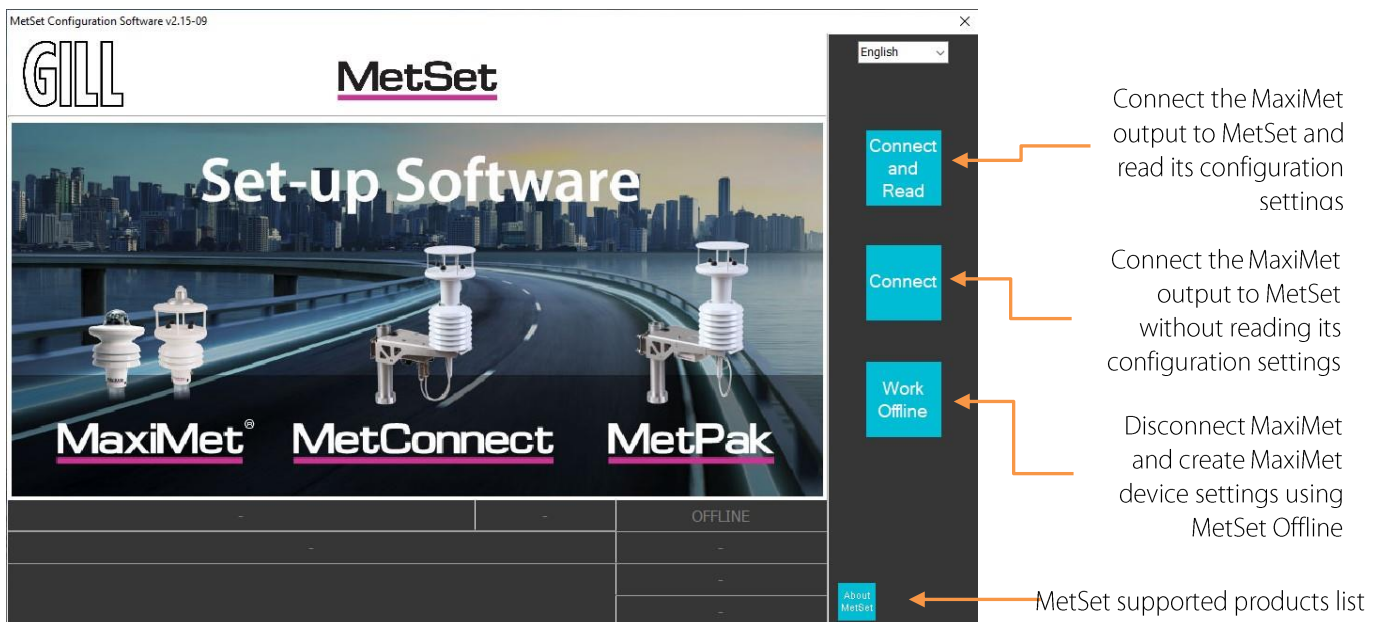 MetSet Configuration Software v2.15-09
GILL
MetSet
English
Set-up Software
MaxiMet®
MetConnect
MetPak
-
-
OFFLINE
-
-
-
-
Connect
and
Read
Connect
Work
Offline
About
MetSet
Connect the MaxiMet
output to MetSet and
read its configuration
settings
Connect the MaxiMet
output to MetSet
without reading its
configuration settings
Disconnect MaxiMet
and create MaxiMet
device settings using
MetSet Offline
MetSet supported products list